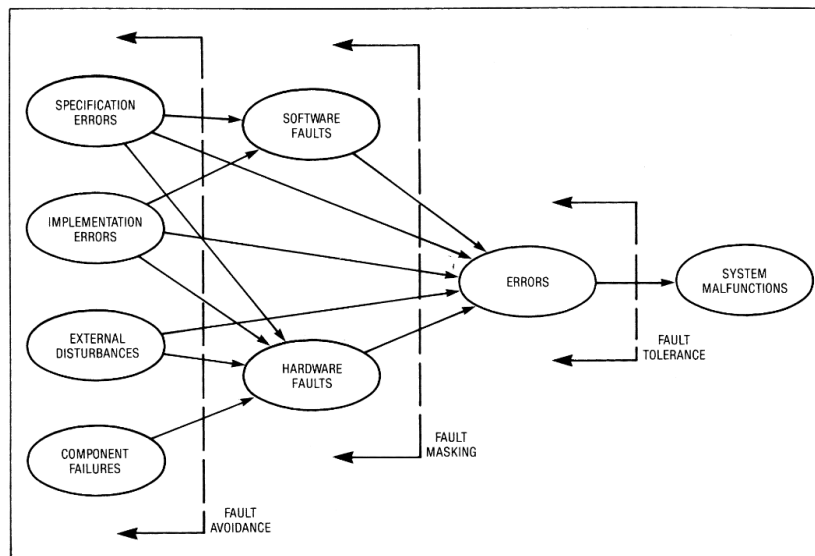 SPECIFICATION
ERRORS
SOFTWARE
FAULTS
IMPLEMENTATION
ERRORS
ERRORS
SYSTEM
MALFUNCTIONS
EXTERNAL
DISTURBANCES
HARDWARE
FAULTS
FAULT
TOLERANCE
COMPONENT
FAILURES
FAULT
MASKING
FAULT
AVOIDANCE